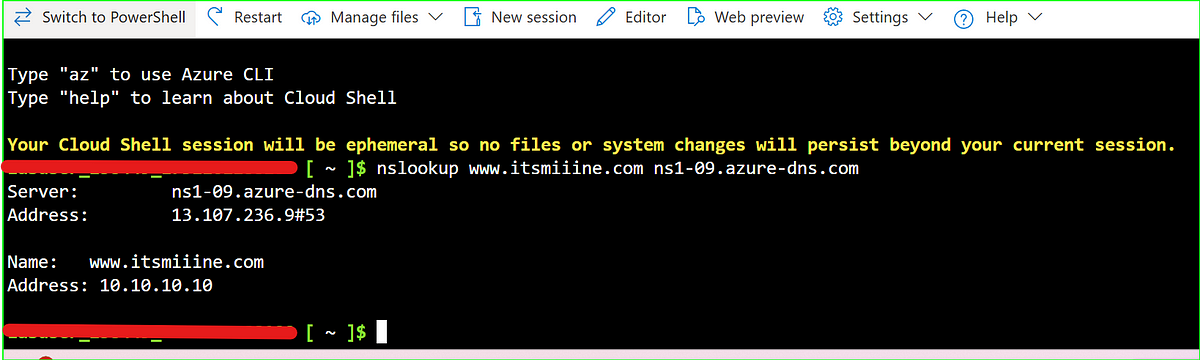 Switch to PowerShell Restart Manage files New session Editor Web preview Settings Help
Type "az" to use Azure CLI
Type "help" to learn about Cloud Shell
Your Cloud Shell session will be ephemeral so no files or system changes will persist beyond your current session.
[ ~ ]$ nslookup www.itsmiiine.com ns1-09.azure-dns.com
Server: ns1-09.azure-dns.com
Address: 13.107.236.9#53
Name: www.itsmiiine.com
Address: 10.10.10.10
[ ~ ]$